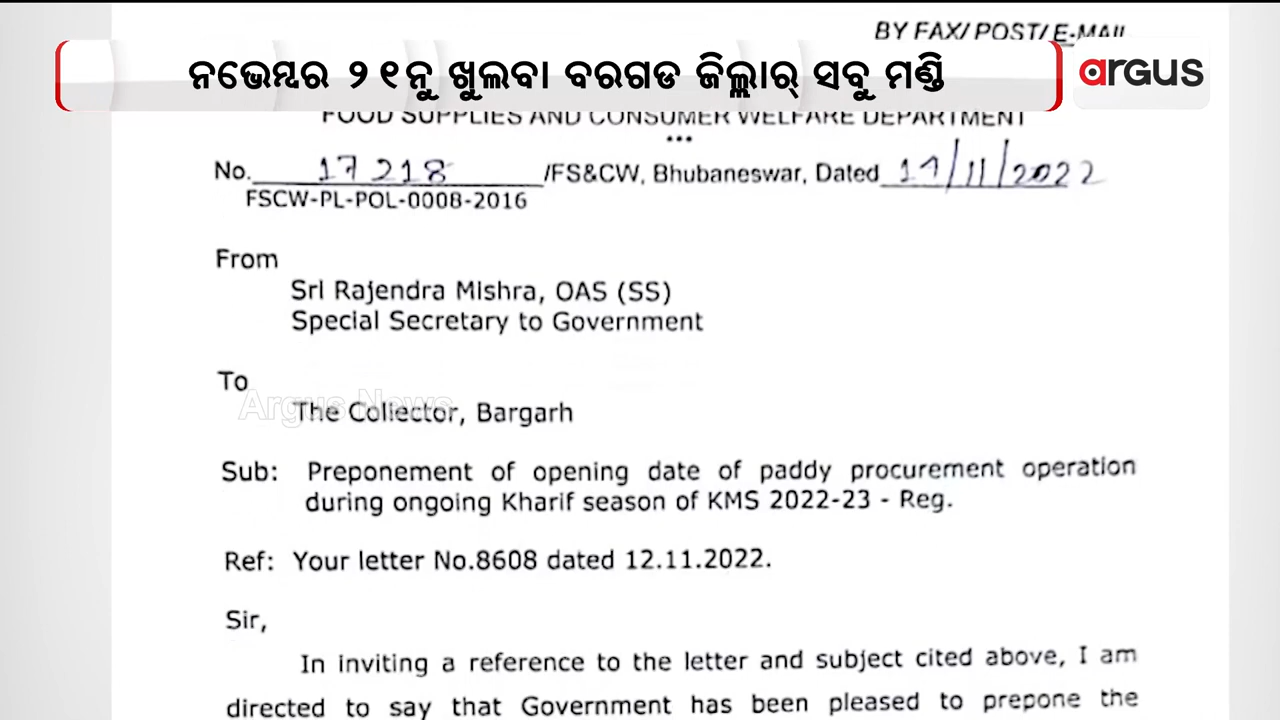 BY FAX/ POST/ E-MAIL
ନଭେମ୍ବର ୨୧ନୁ ଖୁଲବା ବରଗଡ ଜିଲ୍ଲାର୍ ସବୁ ମଣ୍ଡି
argus
FOOD SUPPLIES AND CONSUMER WELFARE DEPARTMENT
***
No. 17218 /FS&CW, Bhubaneswar, Dated 17/11/2022
FSCW-PL-POL-0008-2016
From
Sri Rajendra Mishra, OAS (SS)
Special Secretary to Government
To
Argus News
The Collector, Bargarh
Sub: Preponement of opening date of paddy procurement operation
during ongoing Kharif season of KMS 2022-23 - Reg.
Ref: Your letter No.8608 dated 12.11.2022.
Sir,
In inviting a reference to the letter and subject cited above, I am
directed to say that Government has been pleased to prepone the